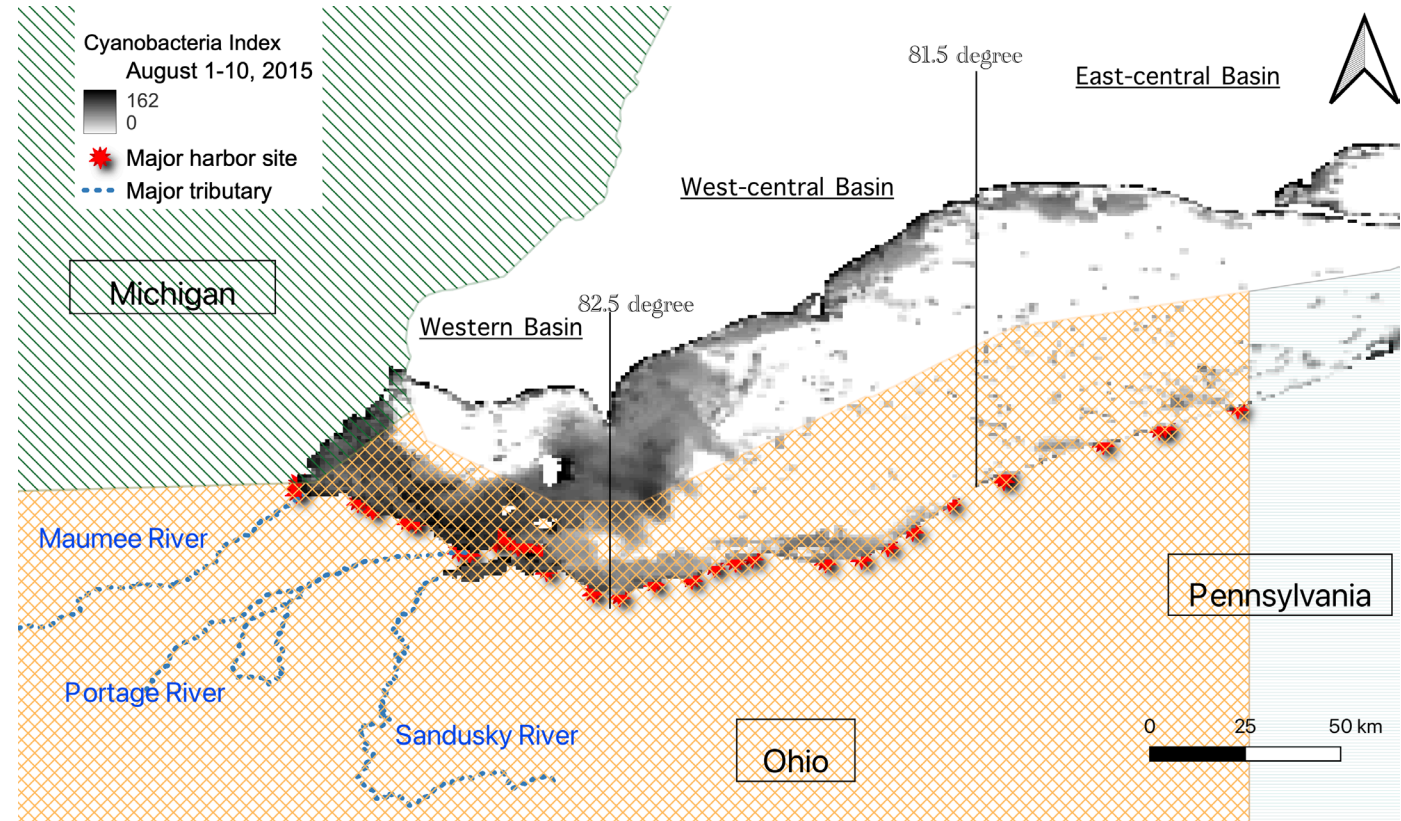 Cyanobacteria Index
August 1-10, 2015
162
0
Major harbor site
Major tributary
81.5 degree
East-central Basin
West-central Basin
Michigan
82.5 degree
Western Basin
Maumee River
Pennsylvania
Portage River
Sandusky River
Ohio
0 25 50 km